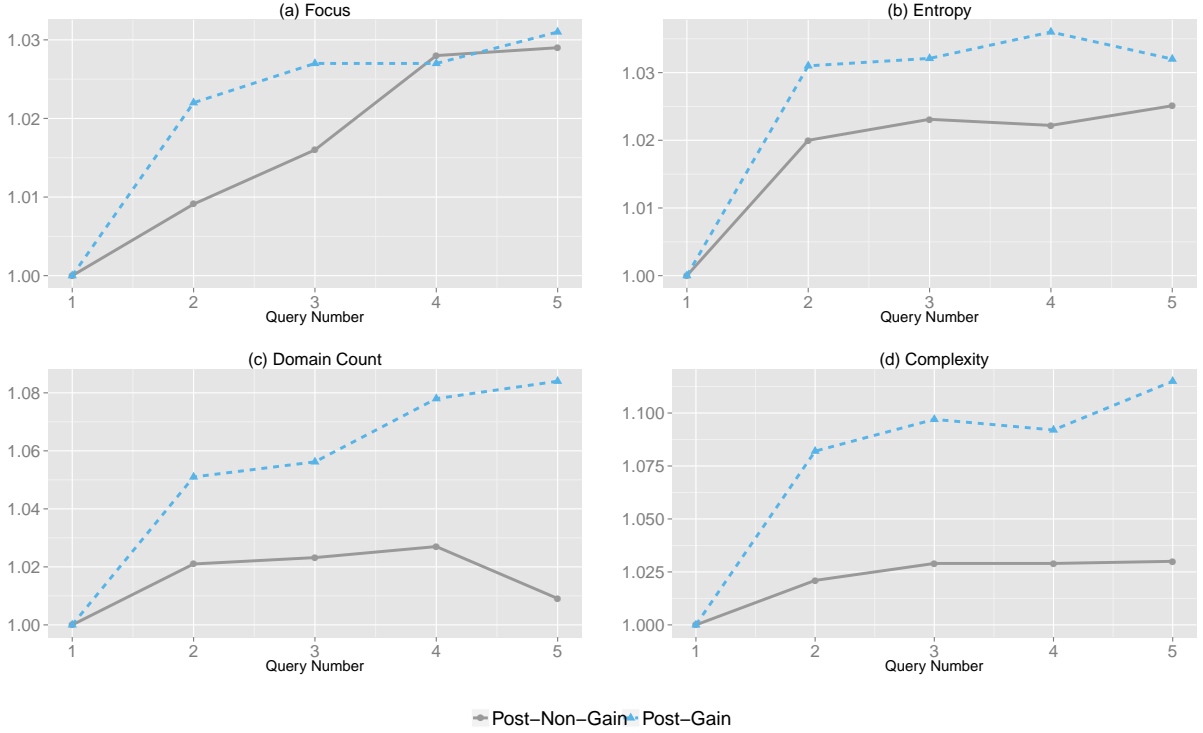 (a) Focus
1.03
1.02
1.01
1.00
1 2 3 4 5
Query Number
(b) Entropy
1.03
1.02
1.01
1.00
1 2 3 4 5
Query Number
(c) Domain Count
1.08
1.06
1.04
1.02
1.00
1 2 3 4 5
Query Number
(d) Complexity
1.100
1.075
1.050
1.025
1.000
1 2 3 4 5
Query Number
Post−Non−Gain Post−Gain